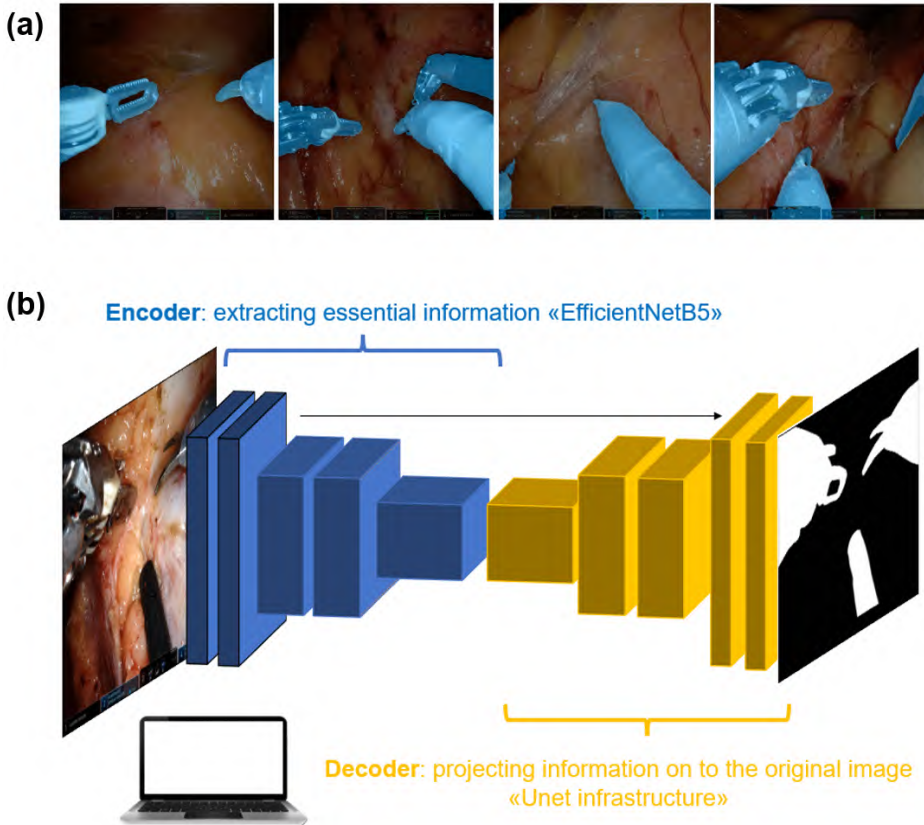 (a)
(b)
Encoder: extracting essential information «EfficientNetB5»
Decoder: projecting information on to the original image
«Unet infrastructure»